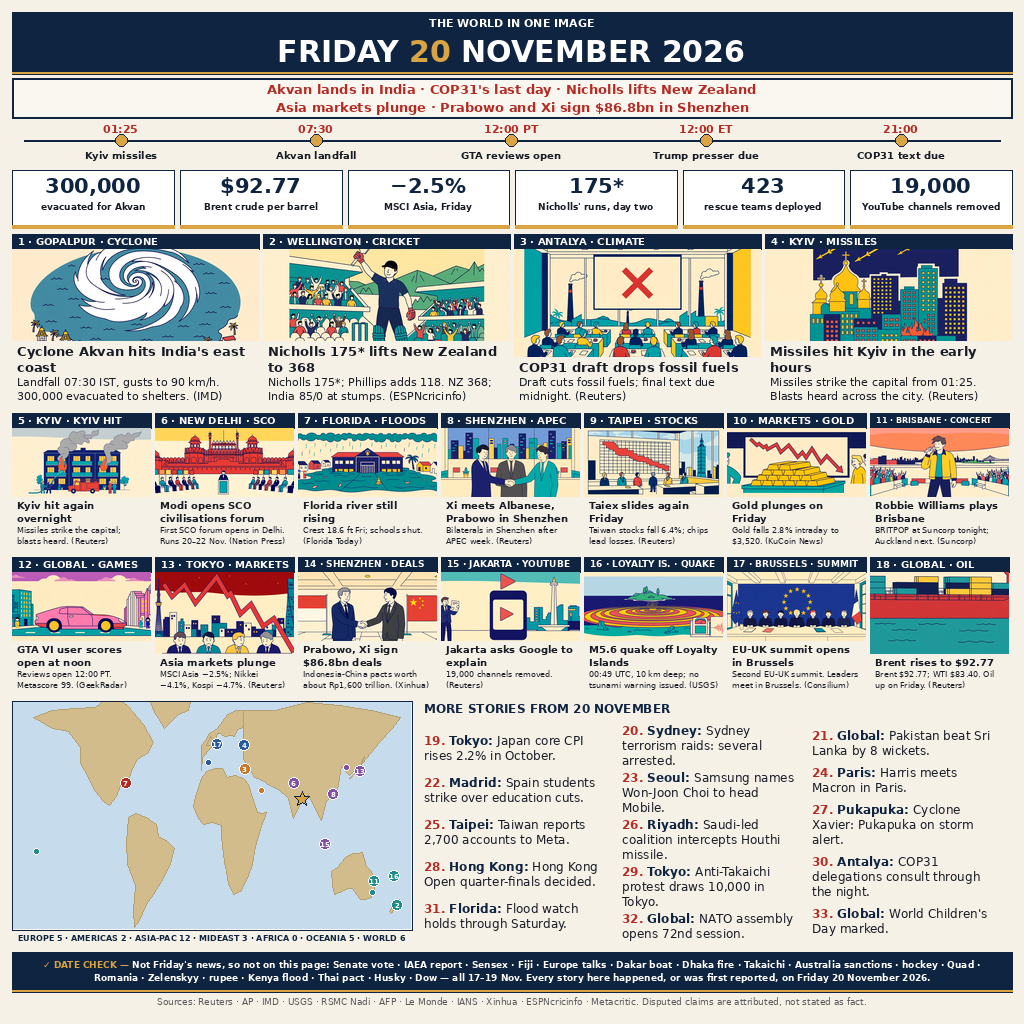 THE WORLD IN ONE IMAGE
FRIDAY 20 NOVEMBER 2026
Akvan lands in India · COP31's last day · Nicholls lifts New Zealand
Asia markets plunge · Prabowo and Xi sign $86.8bn in Shenzhen
01:25
07:30
12:00 PT
12:00 ET
21:00
Kyiv missiles
Akvan landfall
GTA reviews open
Trump presser due
COP31 text due
300,000
evacuated for Akvan
$92.77
Brent crude per barrel
−2.5%
MSCI Asia, Friday
175*
Nicholls' runs, day two
423
rescue teams deployed
19,000
YouTube channels removed
1 · GOPALPUR · CYCLONE
Cyclone Akvan hits India's east
coast
Landfall 07:30 IST, gusts to 90 km/h.
300,000 evacuated to shelters. (IMD)
2 · WELLINGTON · CRICKET
Nicholls 175* lifts New Zealand
to 368
Nicholls 175*; Phillips adds 118. NZ 368;
India 85/0 at stumps. (ESPNcricinfo)
3 · ANTALYA · CLIMATE
COP31 draft drops fossil fuels
Draft cuts fossil fuels; final text due
midnight. (Reuters)
4 · KYIV · MISSILES
Missiles hit Kyiv in the early
hours
Missiles strike the capital from 01:25.
Blasts heard across the city. (Reuters)
5 · KYIV · KYIV HIT
Kyiv hit again
overnight
Missiles strike the capital;
blasts heard. (Reuters)
6 · NEW DELHI · SCO
Modi opens SCO
civilisations forum
First SCO forum opens in Delhi.
Runs 20–22 Nov. (Nation Press)
7 · FLORIDA · FLOODS
Florida river still
rising
Crest 18.6 ft Fri; schools shut.
(Florida Today)
8 · SHENZHEN · APEC
Xi meets Albanese,
Prabowo in Shenzhen
Bilaterals in Shenzhen after
APEC week. (Reuters)
9 · TAIPEI · STOCKS
Taiex slides again
Friday
Taiwan stocks fall 6.4%; chips
lead losses. (Reuters)
10 · MARKETS · GOLD
Gold plunges on
Friday
Gold falls 2.8% intraday to
$3,520. (KuCoin News)
11 · BRISBANE · CONCERT
Robbie Williams plays
Brisbane
BRITPOP at Suncorp tonight;
Auckland next. (Suncorp)
12 · GLOBAL · GAMES
GTA VI user scores
open at noon
Reviews open 12:00 PT.
Metascore 99. (GeekRadar)
13 · TOKYO · MARKETS
Asia markets plunge
MSCI Asia −2.5%; Nikkei
−4.1%, Kospi −4.7%. (Reuters)
14 · SHENZHEN · DEALS
Prabowo, Xi sign
$86.8bn deals
Indonesia-China pacts worth
about Rp1,600 trillion. (Xinhua)
15 · JAKARTA · YOUTUBE
Jakarta asks Google to
explain
19,000 channels removed.
(Reuters)
16 · LOYALTY IS. · QUAKE
M5.6 quake off Loyalty
Islands
00:49 UTC, 10 km deep; no
tsunami warning issued. (USGS)
17 · BRUSSELS · SUMMIT
EU-UK summit opens
in Brussels
Second EU-UK summit. Leaders
meet in Brussels. (Consilium)
18 · GLOBAL · OIL
Brent rises to $92.77
Brent $92.77; WTI $83.40. Oil
up on Friday. (Reuters)
17
4
3
7
6
13
8
15
11
16
2
EUROPE 5 · AMERICAS 2 · ASIA-PAC 12 · MIDEAST 3 · AFRICA 0 · OCEANIA 5 · WORLD 6
MORE STORIES FROM 20 NOVEMBER
19. Tokyo: Japan core CPI
rises 2.2% in October.
20. Sydney: Sydney
terrorism raids: several
arrested.
21. Global: Pakistan beat Sri
Lanka by 8 wickets.
22. Madrid: Spain students
strike over education cuts.
23. Seoul: Samsung names
Won-Joon Choi to head
Mobile.
24. Paris: Harris meets
Macron in Paris.
25. Taipei: Taiwan reports
2,700 accounts to Meta.
26. Riyadh: Saudi-led
coalition intercepts Houthi
missile.
27. Pukapuka: Cyclone
Xavier: Pukapuka on storm
alert.
28. Hong Kong: Hong Kong
Open quarter-finals decided.
29. Tokyo: Anti-Takaichi
protest draws 10,000 in
Tokyo.
30. Antalya: COP31
delegations consult through
the night.
31. Florida: Flood watch
holds through Saturday.
32. Global: NATO assembly
opens 72nd session.
33. Global: World Children's
Day marked.
✓ DATE CHECK — Not Friday's news, so not on this page: Senate vote · IAEA report · Sensex · Fiji · Europe talks · Dakar boat · Dhaka fire · Takaichi · Australia sanctions · hockey · Quad ·
Romania · Zelenskyy · rupee · Kenya flood · Thai pact · Husky · Dow — all 17–19 Nov. Every story here happened, or was first reported, on Friday 20 November 2026.
Sources: Reuters · AP · IMD · USGS · RSMC Nadi · AFP · Le Monde · IANS · Xinhua · ESPNcricinfo · Metacritic. Disputed claims are attributed, not stated as fact.